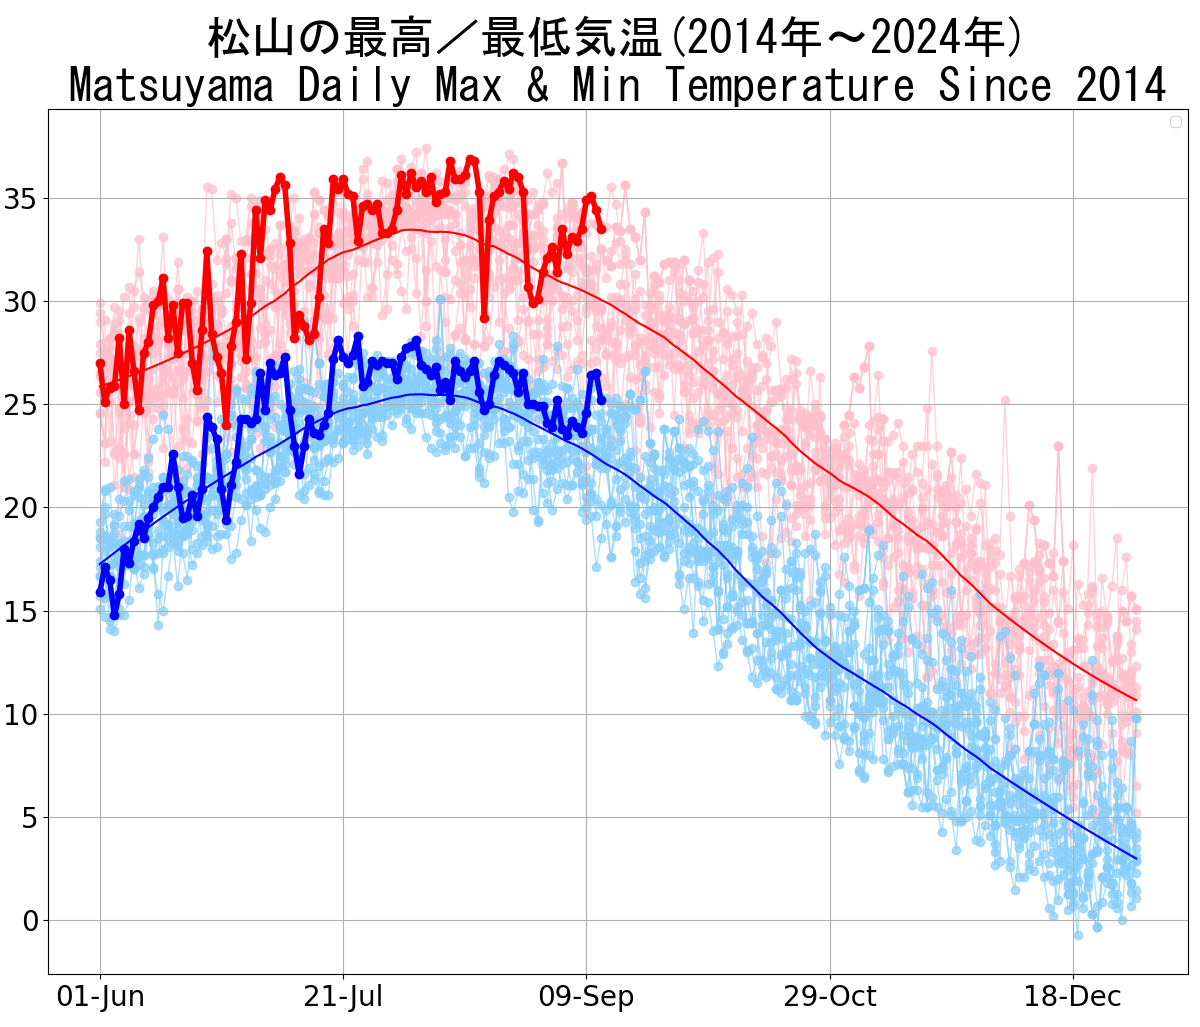 松山の最高／最低気温(2014年～2024年)
Matsuyama Daily Max & Min Temperature Since 2014
35
30
25
20
15
10
5
0
01-Jun 21-Jul 09-Sep 29-Oct 18-Dec